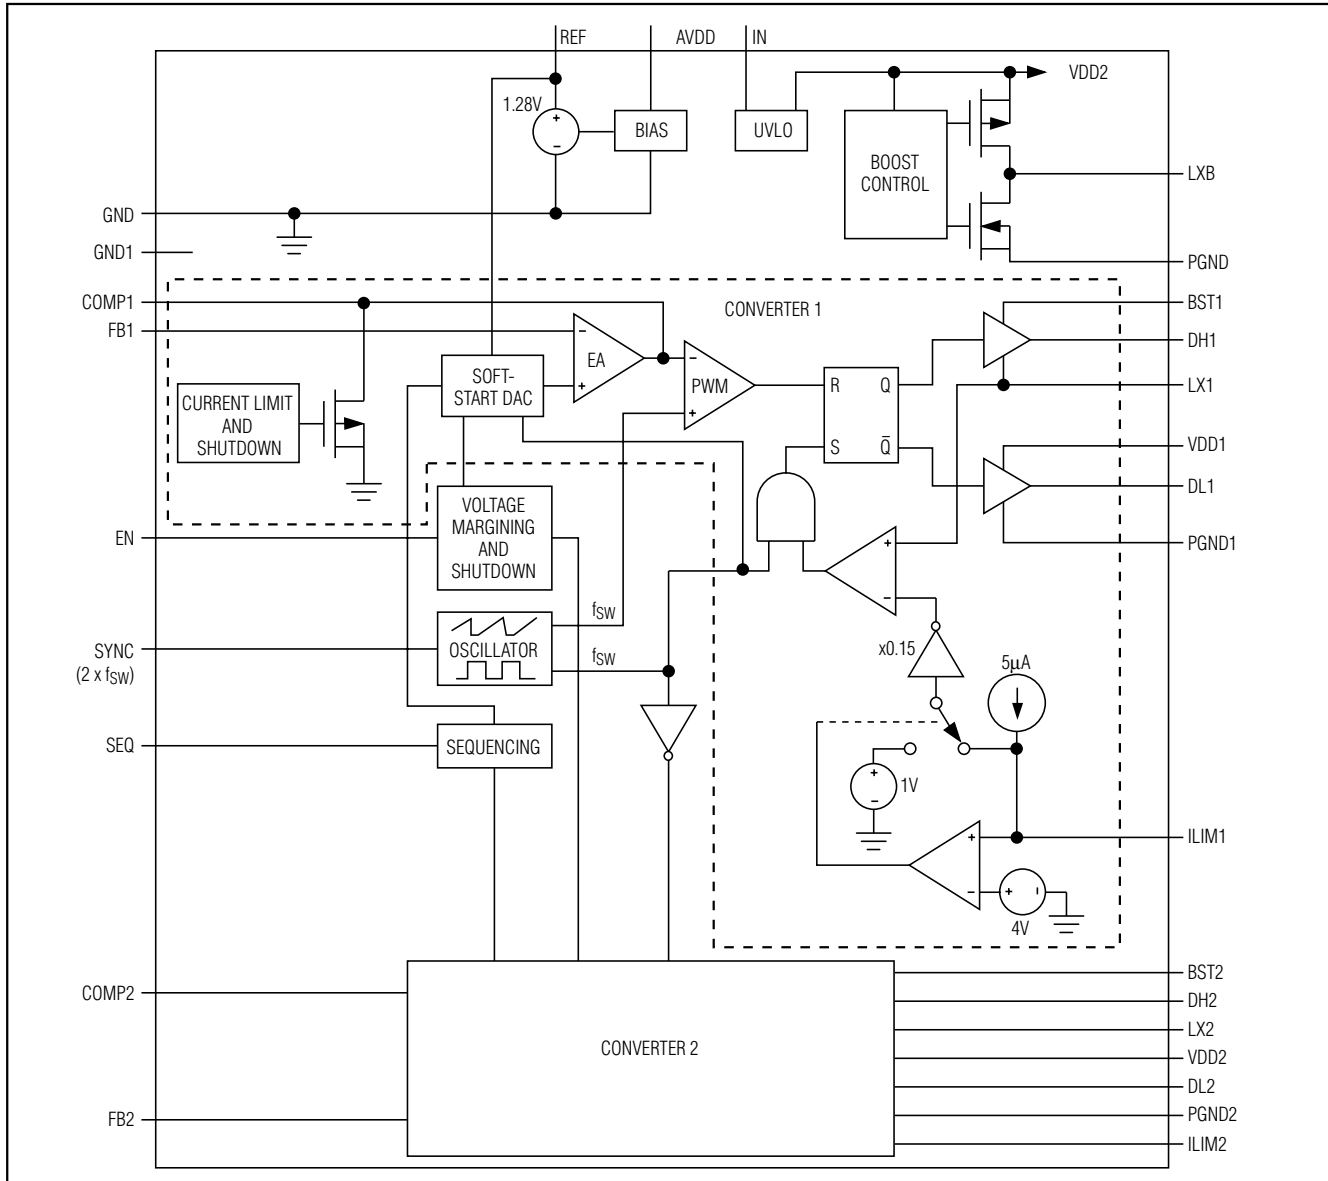 REF
AVDD
IN
VDD2
1.28V
+
−
BIAS
UVLO
BOOST
CONTROL
LXB
GND
GND1
PGND
COMP1
CONVERTER 1
BST1
FB1
−
EA
+
DH1
SOFT-
START DAC
−
PWM
+
R
Q
S
Q̅
LX1
CURRENT LIMIT
AND
SHUTDOWN
VDD1
DL1
VOLTAGE
MARGINING
AND
SHUTDOWN
EN
+
−
PGND1
fSW
SYNC
(2 x fSW)
OSCILLATOR
fSW
x0.15
5µA
SEQ
SEQUENCING
+
−
1V
ILIM1
+
−
+
−
4V
COMP2
BST2
DH2
LX2
CONVERTER 2
VDD2
DL2
FB2
PGND2
ILIM2